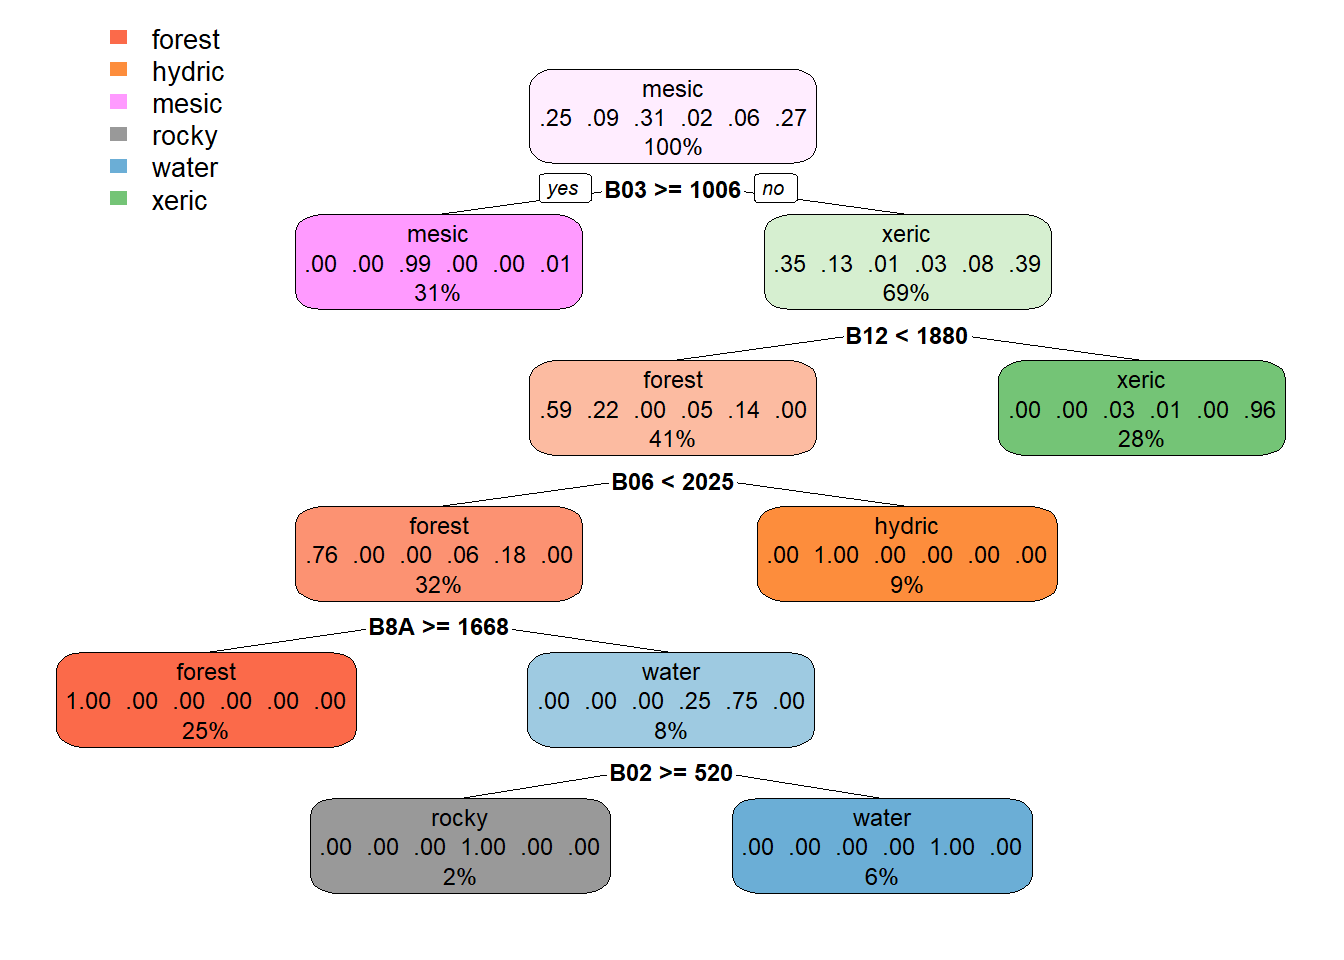 forest
hydric
mesic
rocky
water
xeric
mesic
.25 .09 .31 .02 .06 .27
100%
yes B03 >= 1006 no
mesic
.00 .00 .99 .00 .00 .01
31%
xeric
.35 .13 .01 .03 .08 .39
69%
B12 < 1880
forest
.59 .22 .00 .05 .14 .00
41%
xeric
.00 .00 .03 .01 .00 .96
28%
B06 < 2025
forest
.76 .00 .00 .06 .18 .00
32%
hydric
.00 1.00 .00 .00 .00 .00
9%
B8A >= 1668
forest
1.00 .00 .00 .00 .00 .00
25%
water
.00 .00 .00 .25 .75 .00
8%
B02 >= 520
rocky
.00 .00 .00 1.00 .00 .00
2%
water
.00 .00 .00 .00 1.00 .00
6%